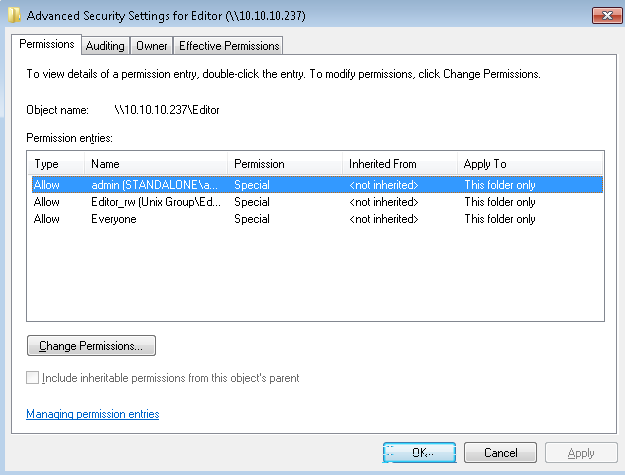 Advanced Security Settings for Editor (\\10.10.10.237)
Permissions Auditing Owner Effective Permissions
To view details of a permission entry, double-click the entry. To modify permissions, click Change Permissions.
Object name: \\10.10.10.237\Editor
Permission entries:
Type Name Permission Inherited From Apply To
Allow admin (STANDALONE\a... Special <not inherited> This folder only
Allow Editor_rw (Unix Group\Ed... Special <not inherited> This folder only
Allow Everyone Special <not inherited> This folder only
Change Permissions...
Include inheritable permissions from this object's parent
Managing permission entries
OK Cancel Apply